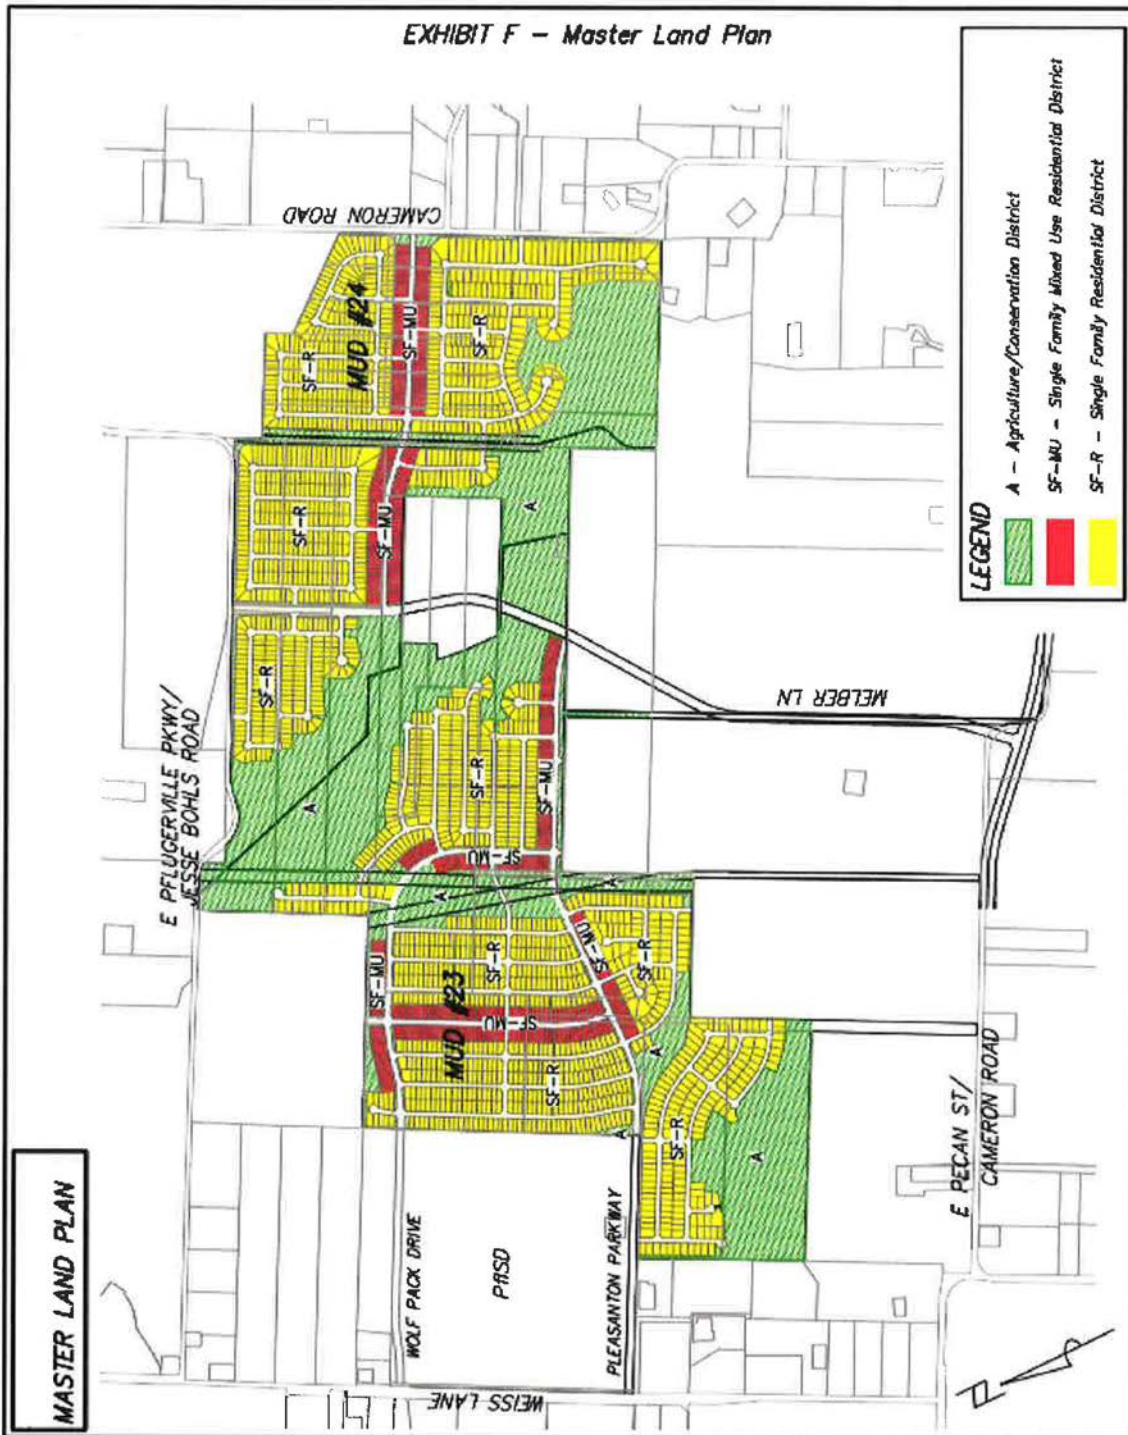 EXHIBIT F - Master Land Plan
MASTER LAND PLAN
LEGEND
A - Agriculture/Conservation District
SF-MU - Single Family Mixed Use Residential District
SF-R - Single Family Residential District
CAMERON ROAD
MUD #24
SF-R
SF-MU
SF-R
SF-R
SF-MU
A
SF-R
E PFLUGERVILLE PKWY/
JESSE BOHLS ROAD
A
SF-R
SF-MU
SF-MU
MELBER LN
A
A
SF-MU
MUD #23
SF-R
SF-MU
SF-R
SF-MU
SF-R
A
SF-R
A
A
WOLF PACK DRIVE
PfISD
PLEASANTON PARKWAY
WEISS LANE
E PECAN ST/
CAMERON ROAD